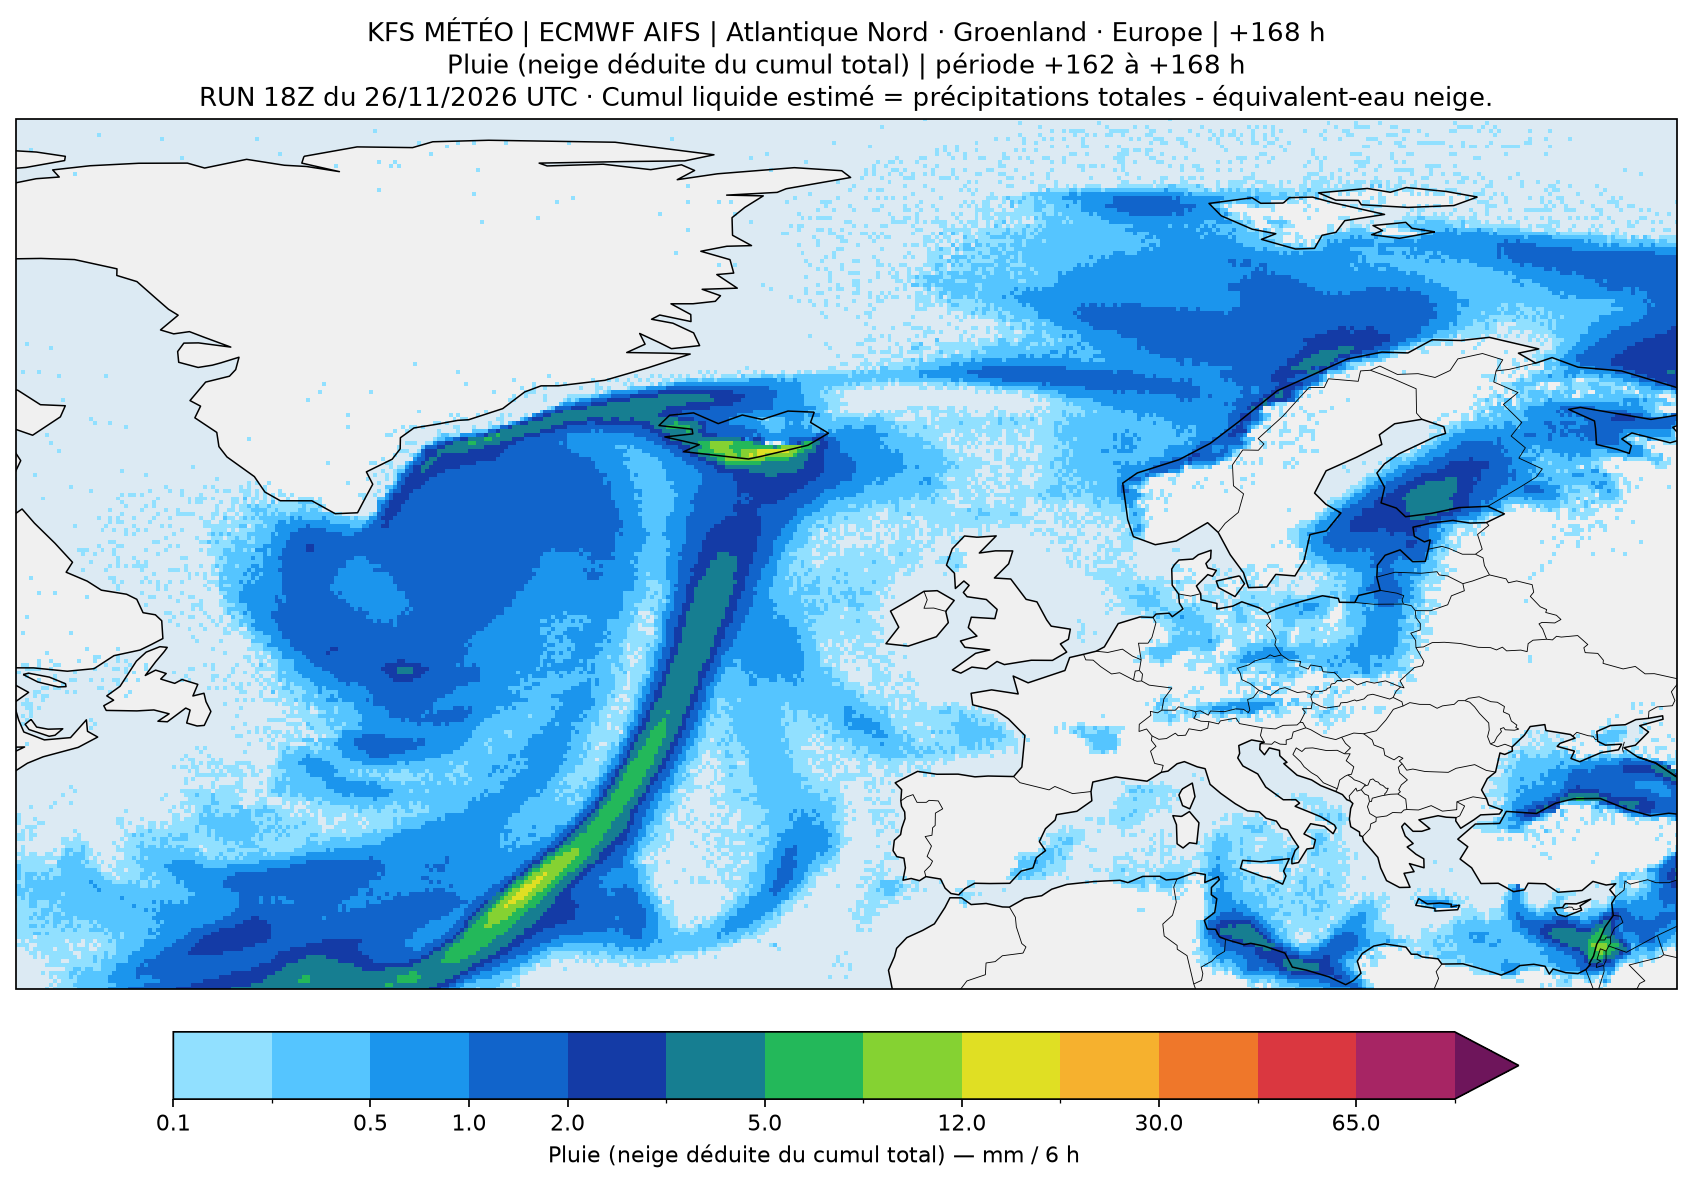 KFS MÉTÉO | ECMWF AIFS | Atlantique Nord · Groenland · Europe | +168 h
Pluie (neige déduite du cumul total) | période +162 à +168 h
RUN 18Z du 26/11/2026 UTC · Cumul liquide estimé = précipitations totales - équivalent-eau neige.
0.1 0.5 1.0 2.0 5.0 12.0 30.0 65.0
Pluie (neige déduite du cumul total) — mm / 6 h